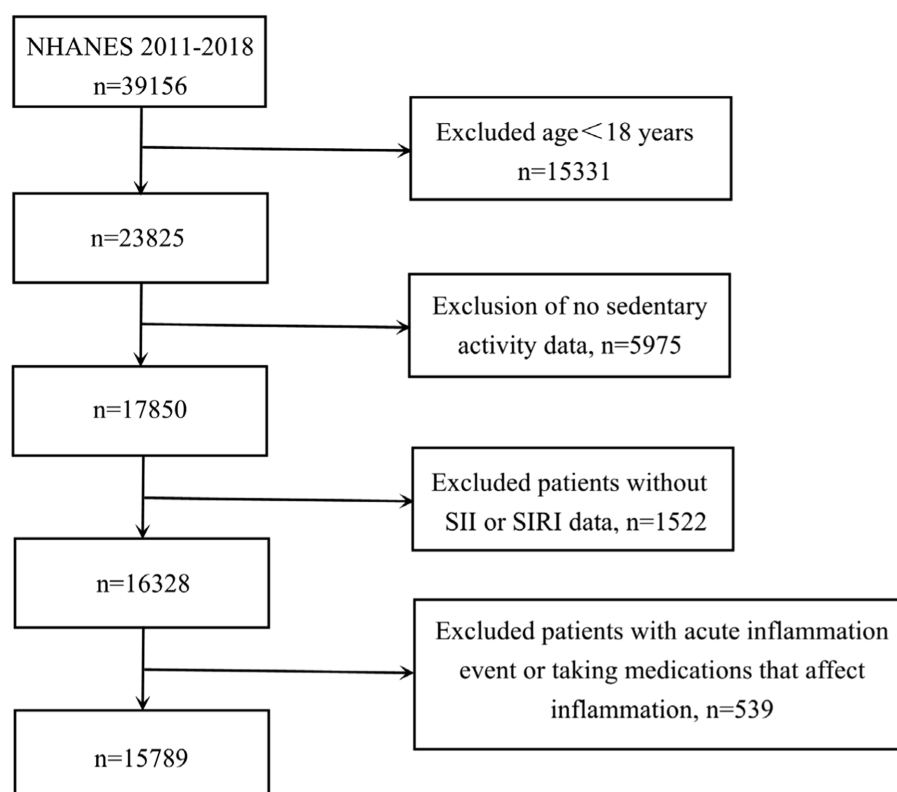 NHANES 2011-2018
n=39156
Excluded age<18 years
n=15331
n=23825
Exclusion of no sedentary
activity data, n=5975
n=17850
Excluded patients without
SII or SIRI data, n=1522
n=16328
Excluded patients with acute inflammation
event or taking medications that affect
inflammation, n=539
n=15789